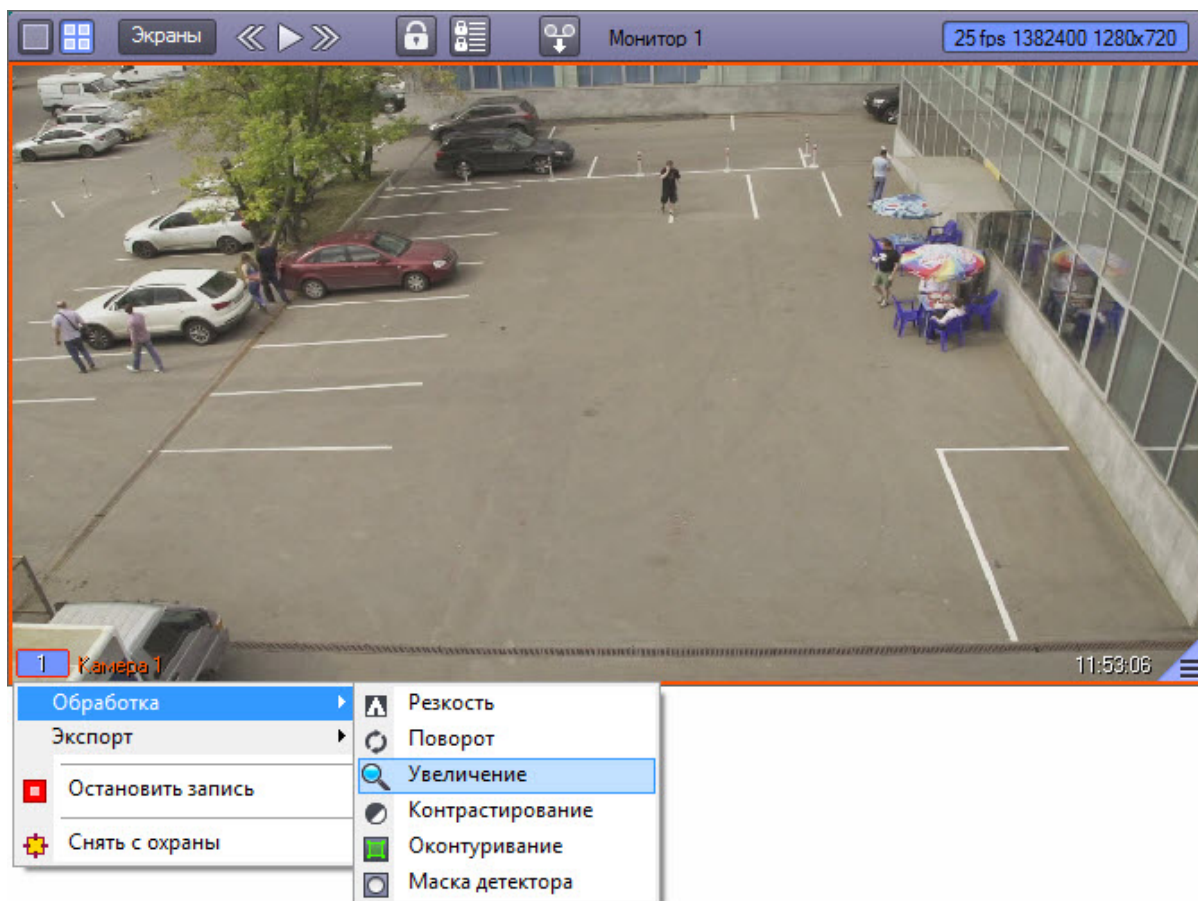 Экраны
Монитор 1
25 fps 1382400 1280x720
1 Камера 1
11:53:06
Обработка
Экспорт
Остановить запись
Снять с охраны
Резкость
Поворот
Увеличение
Контрастирование
Оконтуривание
Маска детектора